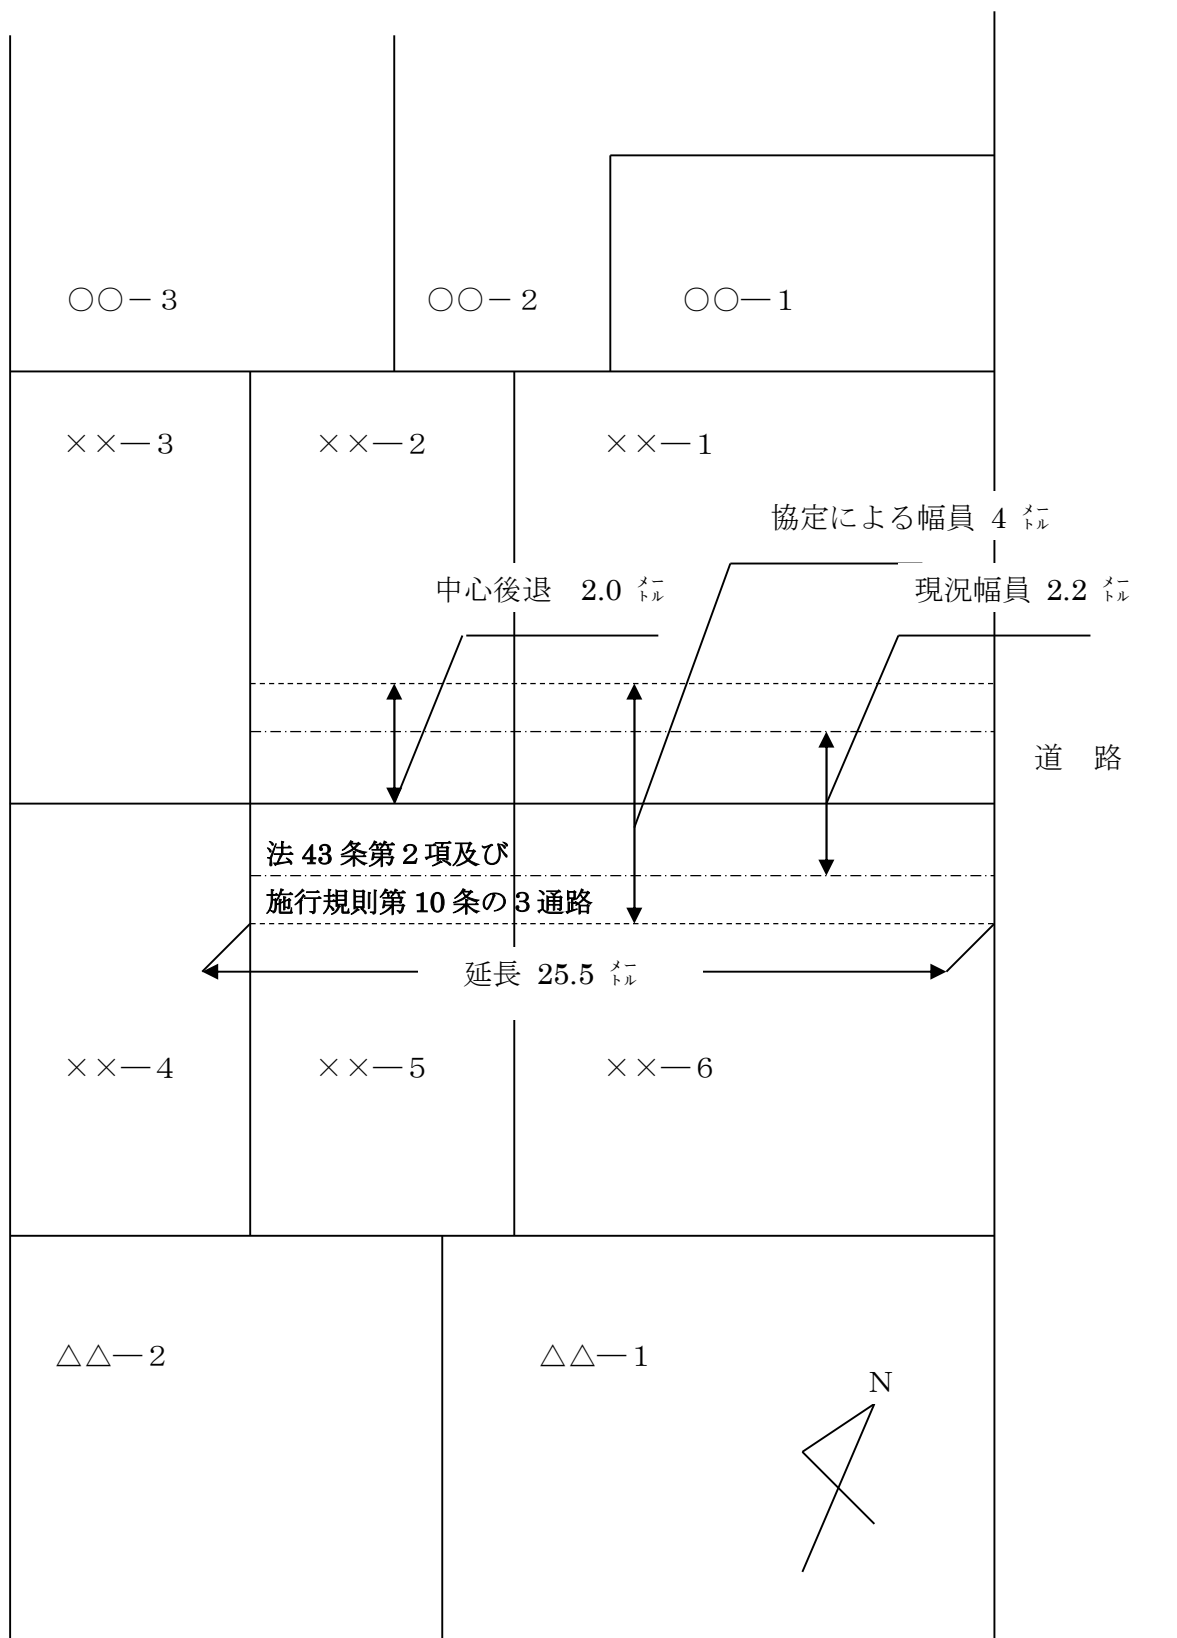 ○○－３
○○－２
○○―１
××―３
××―２
××―１
協定による幅員 4 ㍍
中心後退　2.0 ㍍
現況幅員 2.2 ㍍
道　路
法 43 条第２項及び
施行規則第 10 条の３通路
延長 25.5 ㍍
××―４
××―５
××―６
△△―２
△△―１
N